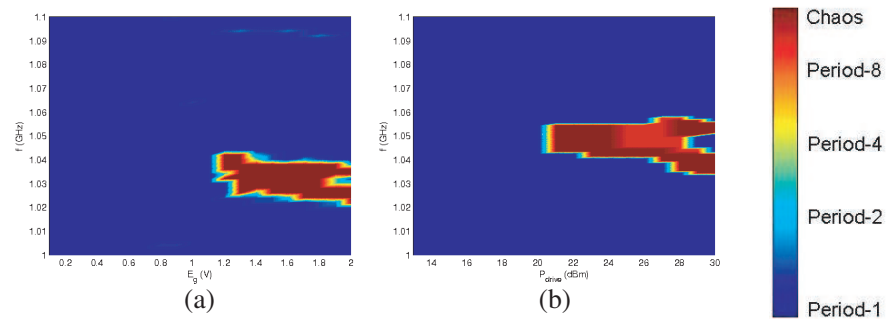 1.1
1.09
1.08
1.07
1.06
1.05
1.04
1.03
1.02
1.01
1
f (GHz)
0.2 0.4 0.6 0.8 1 1.2 1.4 1.6 1.8 2
E_g (V)
(a)
1.1
1.09
1.08
1.07
1.06
1.05
1.04
1.03
1.02
1.01
1
f (GHz)
14 16 18 20 22 24 26 28 30
P_drive (dBm)
(b)
Chaos
Period-8
Period-4
Period-2
Period-1